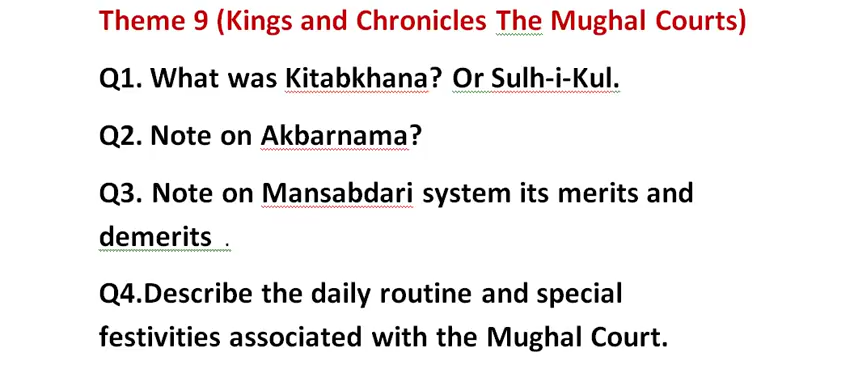 Theme 9 (Kings and Chronicles The Mughal Courts)
Q1. What was Kitabkhana? Or Sulh-i-Kul.
Q2. Note on Akbarnama?
Q3. Note on Mansabdari system its merits and
demerits .
Q4.Describe the daily routine and special
festivities associated with the Mughal Court.